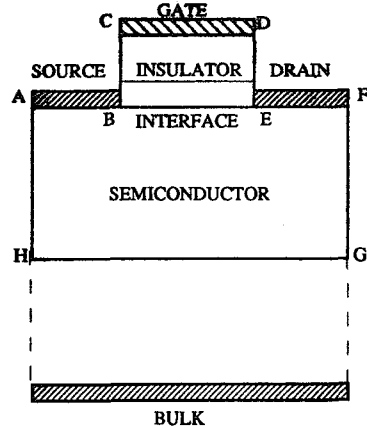 GATE
C D
SOURCE INSULATOR DRAIN
A F
B INTERFACE E
SEMICONDUCTOR
H G
BULK